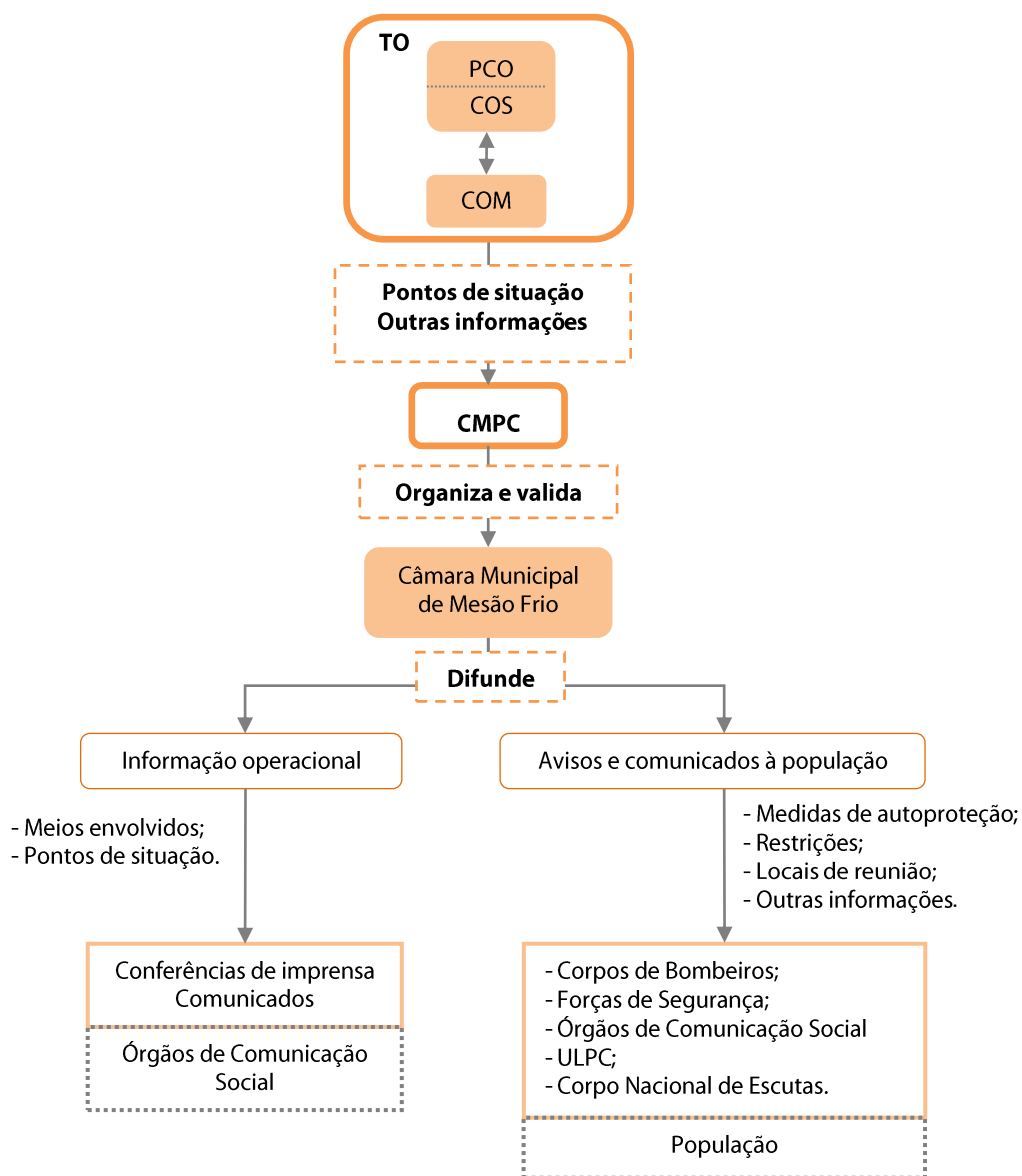 TO
PCO
COS
COM
Pontos de situação
Outras informações
CMPC
Organiza e valida
Câmara Municipal
de Mesão Frio
Difunde
Informação operacional
- Meios envolvidos;
- Pontos de situação.
Conferências de imprensa
Comunicados
Órgãos de Comunicação
Social
Avisos e comunicados à população
- Medidas de autoproteção;
- Restrições;
- Locais de reunião;
- Outras informações.
- Corpos de Bombeiros;
- Forças de Segurança;
- Órgãos de Comunicação Social
- ULPC;
- Corpo Nacional de Escutas.
População